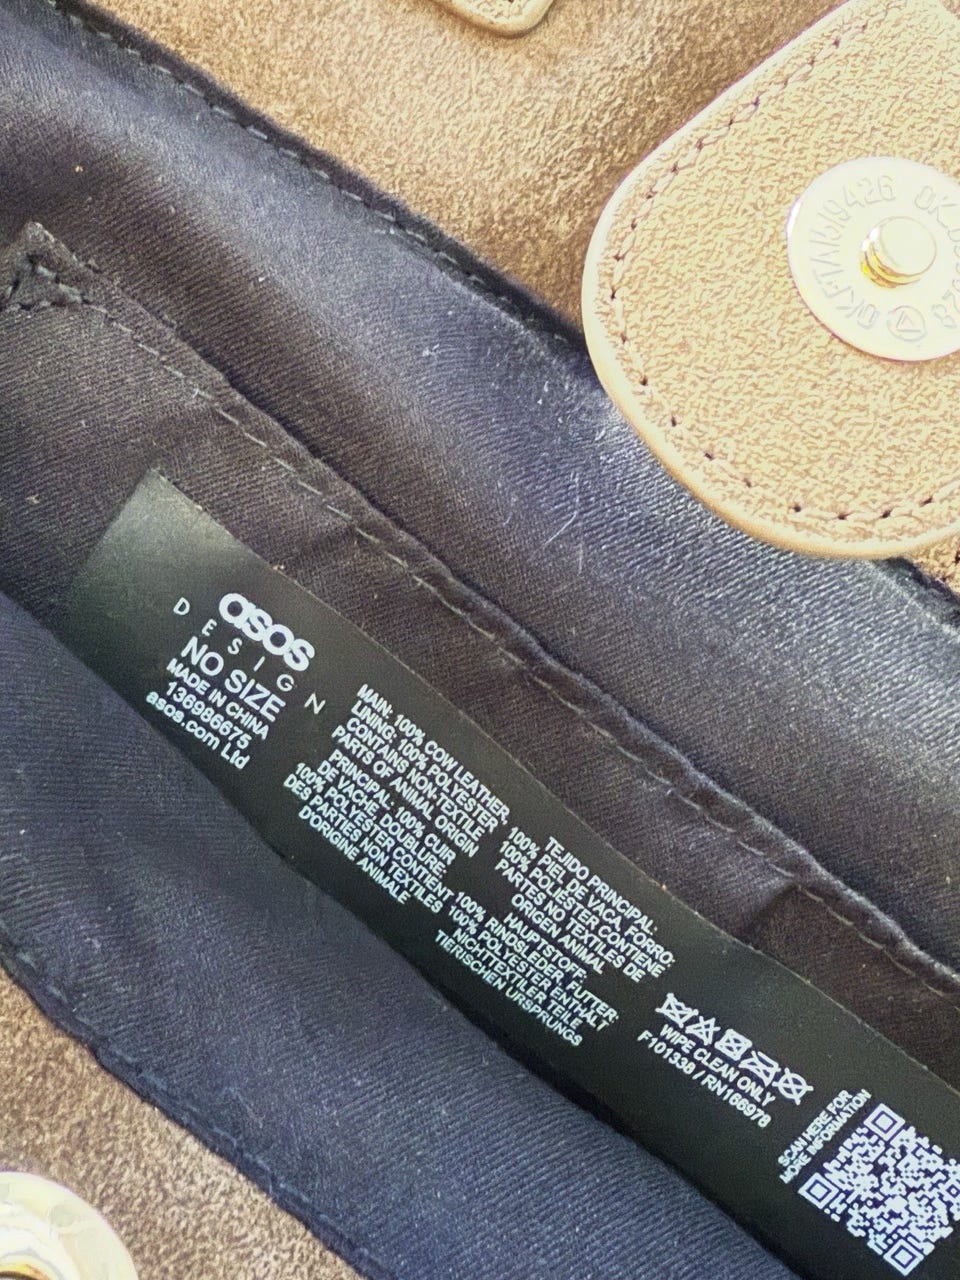 asos
DESIGN
NO SIZE
MADE IN CHINA
136986675
asos.com Ltd
MAIN: 100% COW LEATHER
LINING: 100% POLYESTER
CONTAINS NON-TEXTILE
PARTS OF ANIMAL ORIGIN
PRINCIPAL: 100% CUIR
DE VACHE, DOUBLURE:
100% POLYESTER CONTIENT
DES PARTIES NON TEXTILES
D'ORIGINE ANIMALE
TEJIDO PRINCIPAL:
100% PIEL DE VACA, FORRO:
100% POLIESTER CONTIENE
PARTES NO TEXTILES DE
ORIGEN ANIMAL
HAUPTSTOFF:
100% RINDSLEDER, FUTTER:
100% POLYESTER ENTHÄLT
NICHTTEXTILER TEILE
TIERISCHEN URSPRUNGS
WIPE CLEAN ONLY
F101338 / RN166978
SCAN HERE FOR
MORE INFORMATION